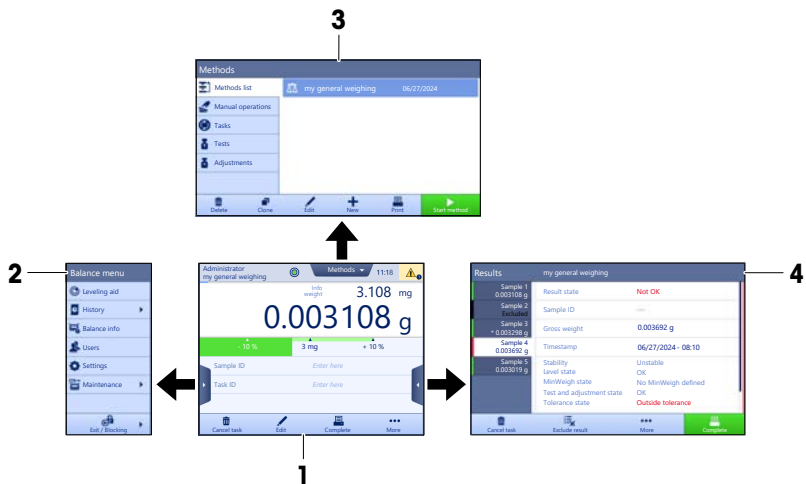 3
Methods
Methods list
my general weighing 06/27/2024
Manual operations
Tasks
Tests
Adjustments
Delete Clone Edit New Print Start method
2
Balance menu
Leveling aid
History
Balance info
Users
Settings
Maintenance
Exit / Blocking
Administrator
my general weighing
Methods 11:18
Info
weight 3.108 mg
0.003108 g
- 10 % 3 mg + 10 %
Sample ID Enter here
Task ID Enter here
Cancel task Edit Complete More
1
4
Results my general weighing
Sample 1
0.003108 g
Sample 2
Excluded
Sample 3
* 0.003298 g
Sample 4
0.003692 g
Sample 5
0.003019 g
Result state Not OK
Sample ID ---
Gross weight 0.003692 g
Timestamp 06/27/2024 - 08:10
Stability Unstable
Level state OK
MinWeigh state No MinWeigh defined
Test and adjustment state OK
Tolerance state Outside tolerance
Cancel task Exclude result More Complete